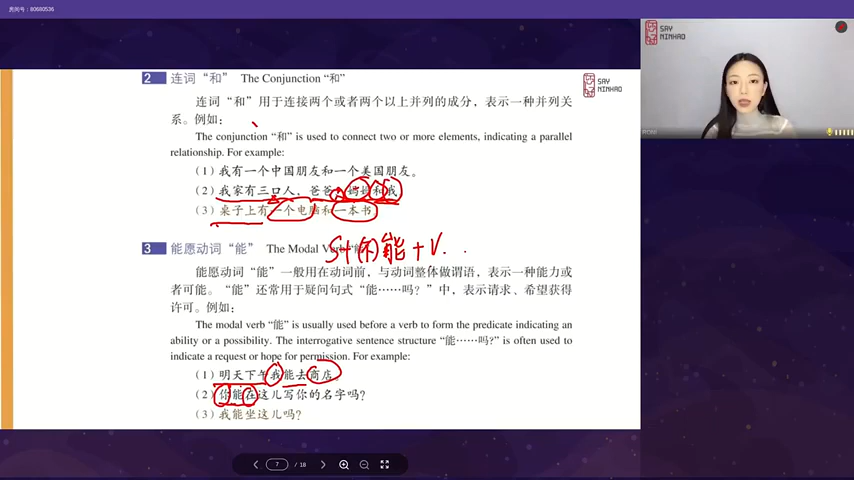 房间号：80680536
SAY
NINHAO
2 连词“和” The Conjunction “和”
SAY
NINHAO
连词“和”用于连接两个或者两个以上并列的成分，表示一种并列关
系。例如：
The conjunction “和” is used to connect two or more elements, indicating a parallel
relationship. For example:
（1）我有一个中国朋友和一个美国朋友。
（2）我家有三口人，爸爸、妈妈和我。
（3）桌子上有一个电脑和一本书。
3 能愿动词“能” The Modal Verb “能”
S+(不)能+V.
能愿动词“能”一般用在动词前，与动词整体做谓语，表示一种能力或
者可能。“能”还常用于疑问句式“能……吗？”中，表示请求、希望获得
许可。例如：
The modal verb “能” is usually used before a verb to form the predicate indicating an
ability or a possibility. The interrogative sentence structure “能……吗?” is often used to
indicate a request or hope for permission. For example:
（1）明天下午我能去商店。
（2）你能在这儿写你的名字吗？
（3）我能坐这儿吗？
7 / 18